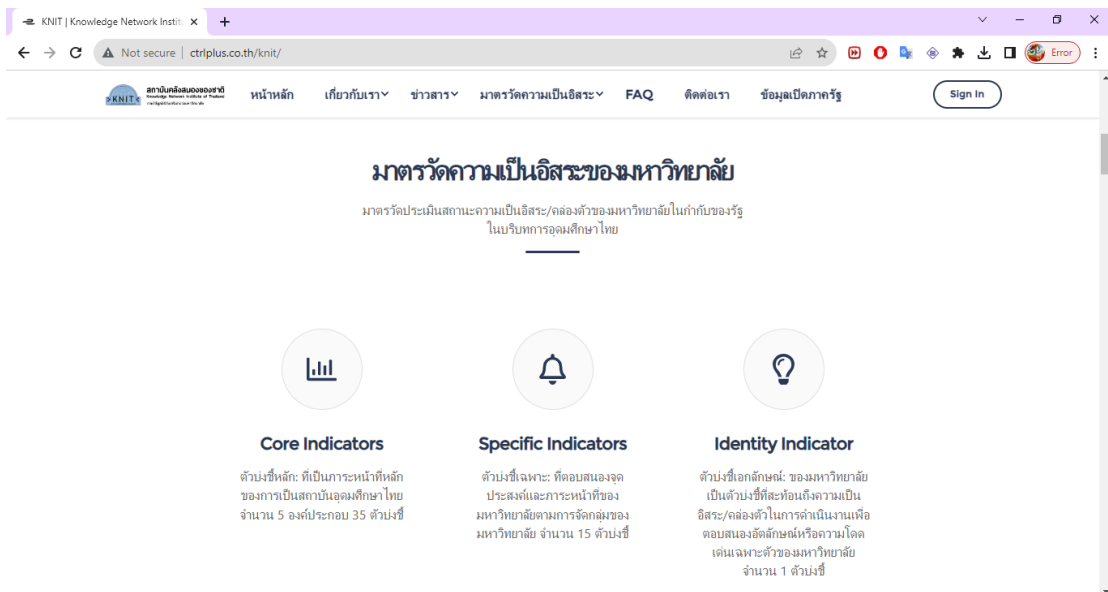 KNIT | Knowledge Network Instit
Not secure | ctrlplus.co.th/knit/
Error
KNIT
สถาบันคลังสมองของชาติ
Knowledge Network Institute of Thailand
หน้าหลัก เกี่ยวกับเรา ข่าวสาร มาตรวัดความเป็นอิสระ FAQ ติดต่อเรา ข้อมูลเปิดภาครัฐ Sign In
มาตรวัดความเป็นอิสระของมหาวิทยาลัย
มาตรวัดประเมินสถานะความเป็นอิสระ/คล่องตัวของมหาวิทยาลัยในกำกับของรัฐ
ในบริบทการอุดมศึกษาไทย
Core Indicators
ตัวบ่งชี้หลัก: ที่เป็นภาระหน้าที่หลัก
ของการเป็นสถาบันอุดมศึกษาไทย
จำนวน 5 องค์ประกอบ 35 ตัวบ่งชี้
Specific Indicators
ตัวบ่งชี้เฉพาะ: ที่ตอบสนองจุด
ประสงค์และภาระหน้าที่ของ
มหาวิทยาลัยตามการจัดกลุ่มของ
มหาวิทยาลัย จำนวน 15 ตัวบ่งชี้
Identity Indicator
ตัวบ่งชี้เอกลักษณ์: ของมหาวิทยาลัย
เป็นตัวบ่งชี้ที่สะท้อนถึงความเป็น
อิสระ/คล่องตัวในการดำเนินงานเพื่อ
ตอบสนองอัตลักษณ์หรือความโดด
เด่นเฉพาะตัวของมหาวิทยาลัย
จำนวน 1 ตัวบ่งชี้